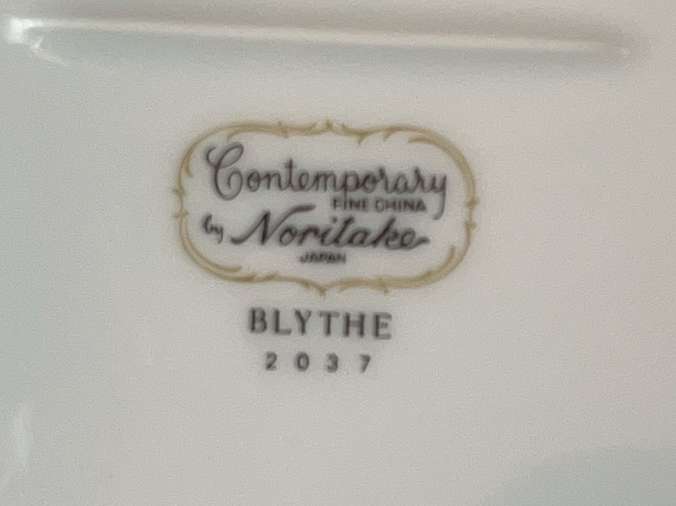 Contemporary
FINE CHINA
by Noritake
JAPAN
BLYTHE
2037